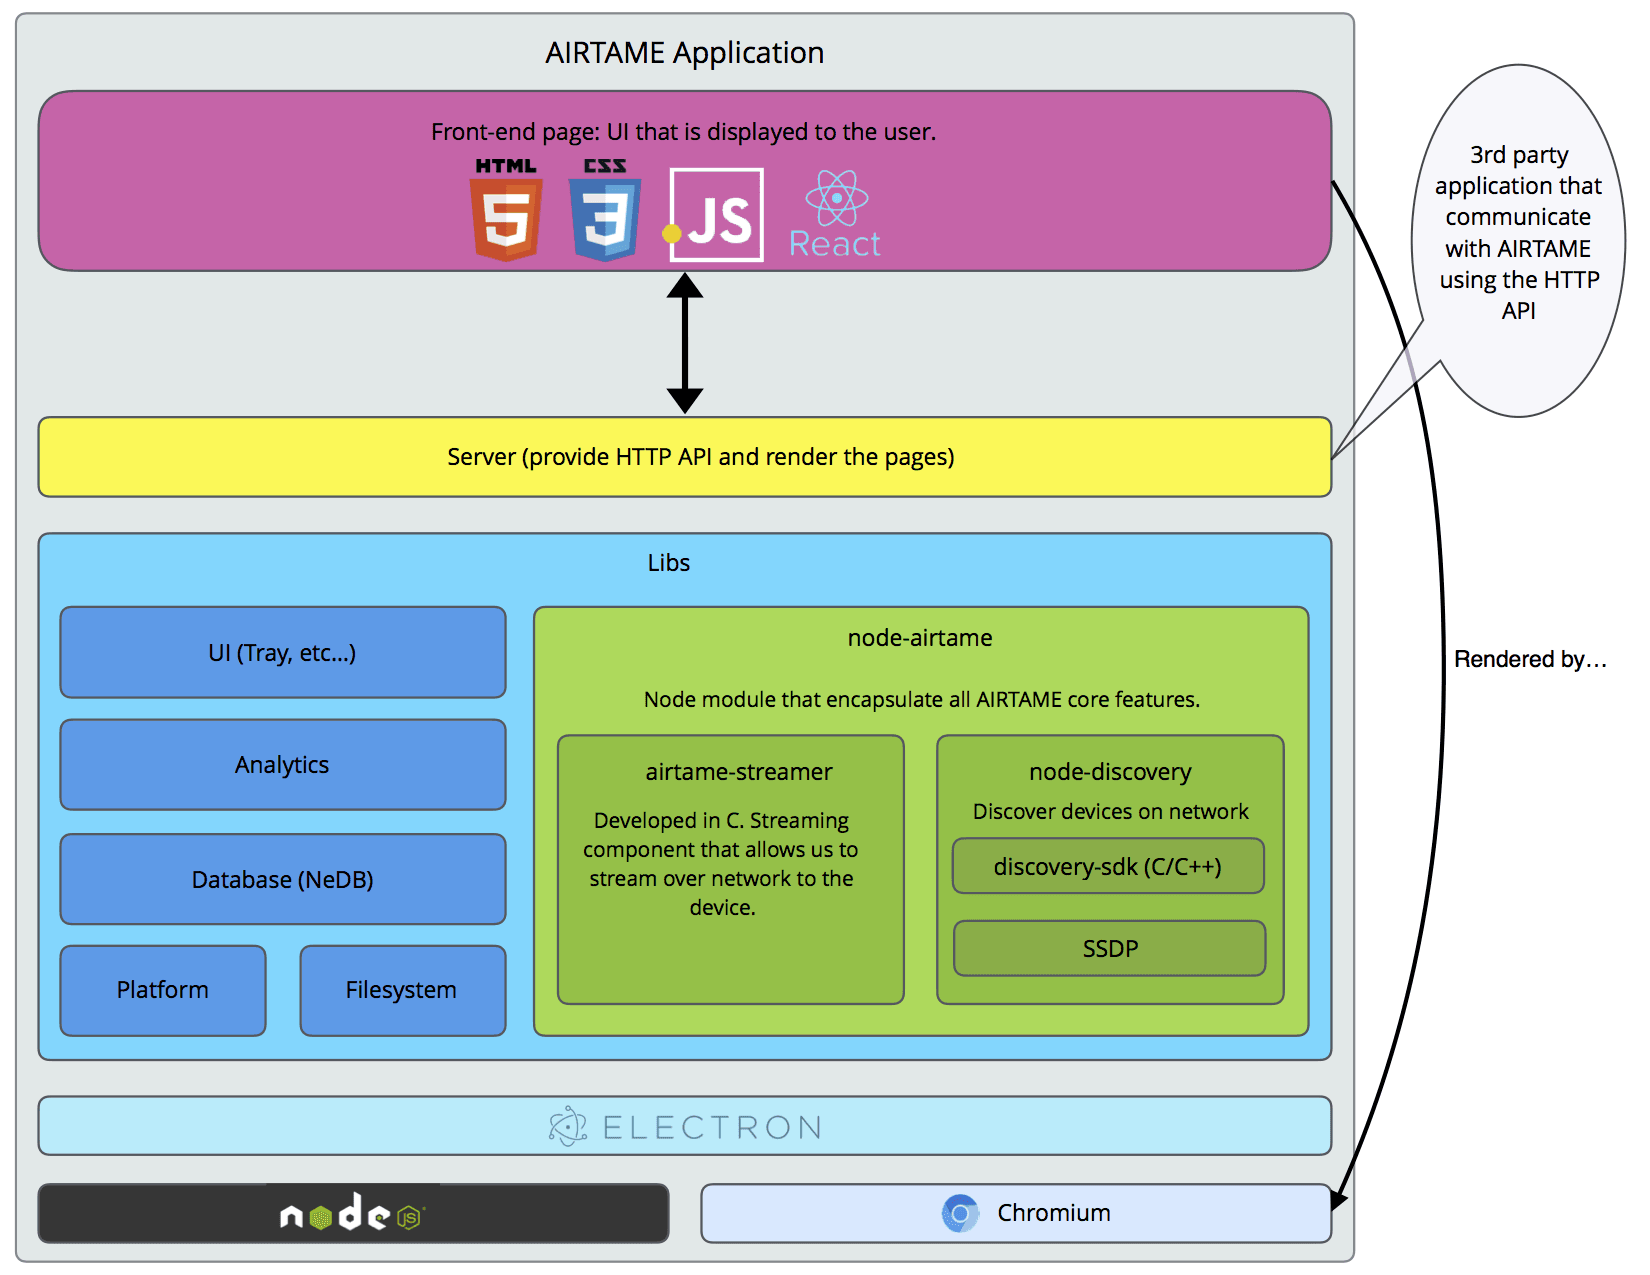 AIRTAME Application
Front-end page: UI that is displayed to the user.
HTML
5
CSS
3
JS
React
3rd party
application that
communicate
with AIRTAME
using the HTTP
API
Server (provide HTTP API and render the pages)
Libs
UI (Tray, etc...)
Analytics
Database (NeDB)
Platform
Filesystem
node-airtame
Node module that encapsulate all AIRTAME core features.
airtame-streamer
Developed in C. Streaming
component that allows us to
stream over network to the
device.
node-discovery
Discover devices on network
discovery-sdk (C/C++)
SSDP
Rendered by…
ELECTRON
node JS
Chromium